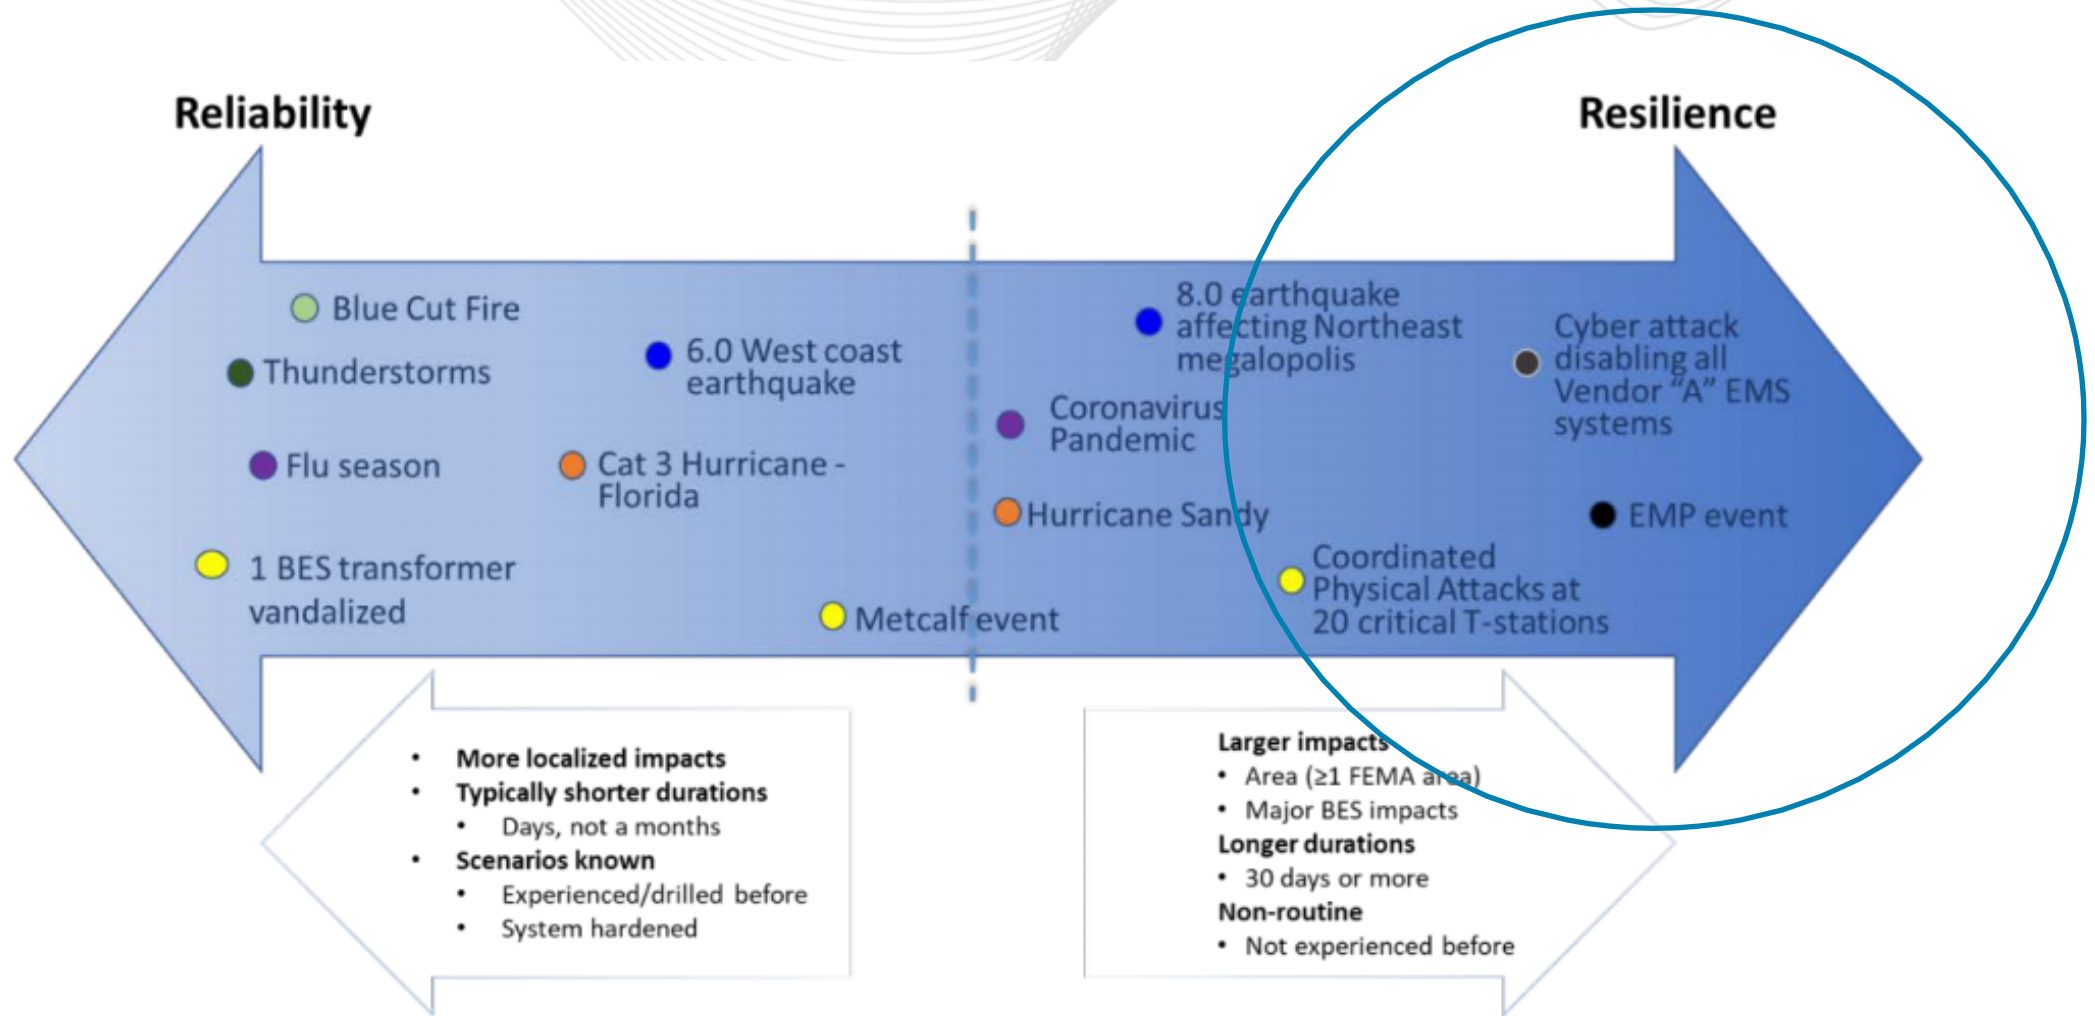 Reliability
Resilience
Blue Cut Fire
Thunderstorms
Flu season
1 BES transformer
vandalized
6.0 West coast
earthquake
Cat 3 Hurricane -
Florida
Metcalf event
8.0 earthquake
affecting Northeast
megalopolis
Coronavirus
Pandemic
Hurricane Sandy
Coordinated
Physical Attacks at
20 critical T-stations
Cyber attack
disabling all
Vendor “A” EMS
systems
EMP event
• More localized impacts
• Typically shorter durations
• Days, not a months
• Scenarios known
• Experienced/drilled before
• System hardened
Larger impacts
• Area (≥1 FEMA area)
• Major BES impacts
Longer durations
• 30 days or more
Non-routine
• Not experienced before